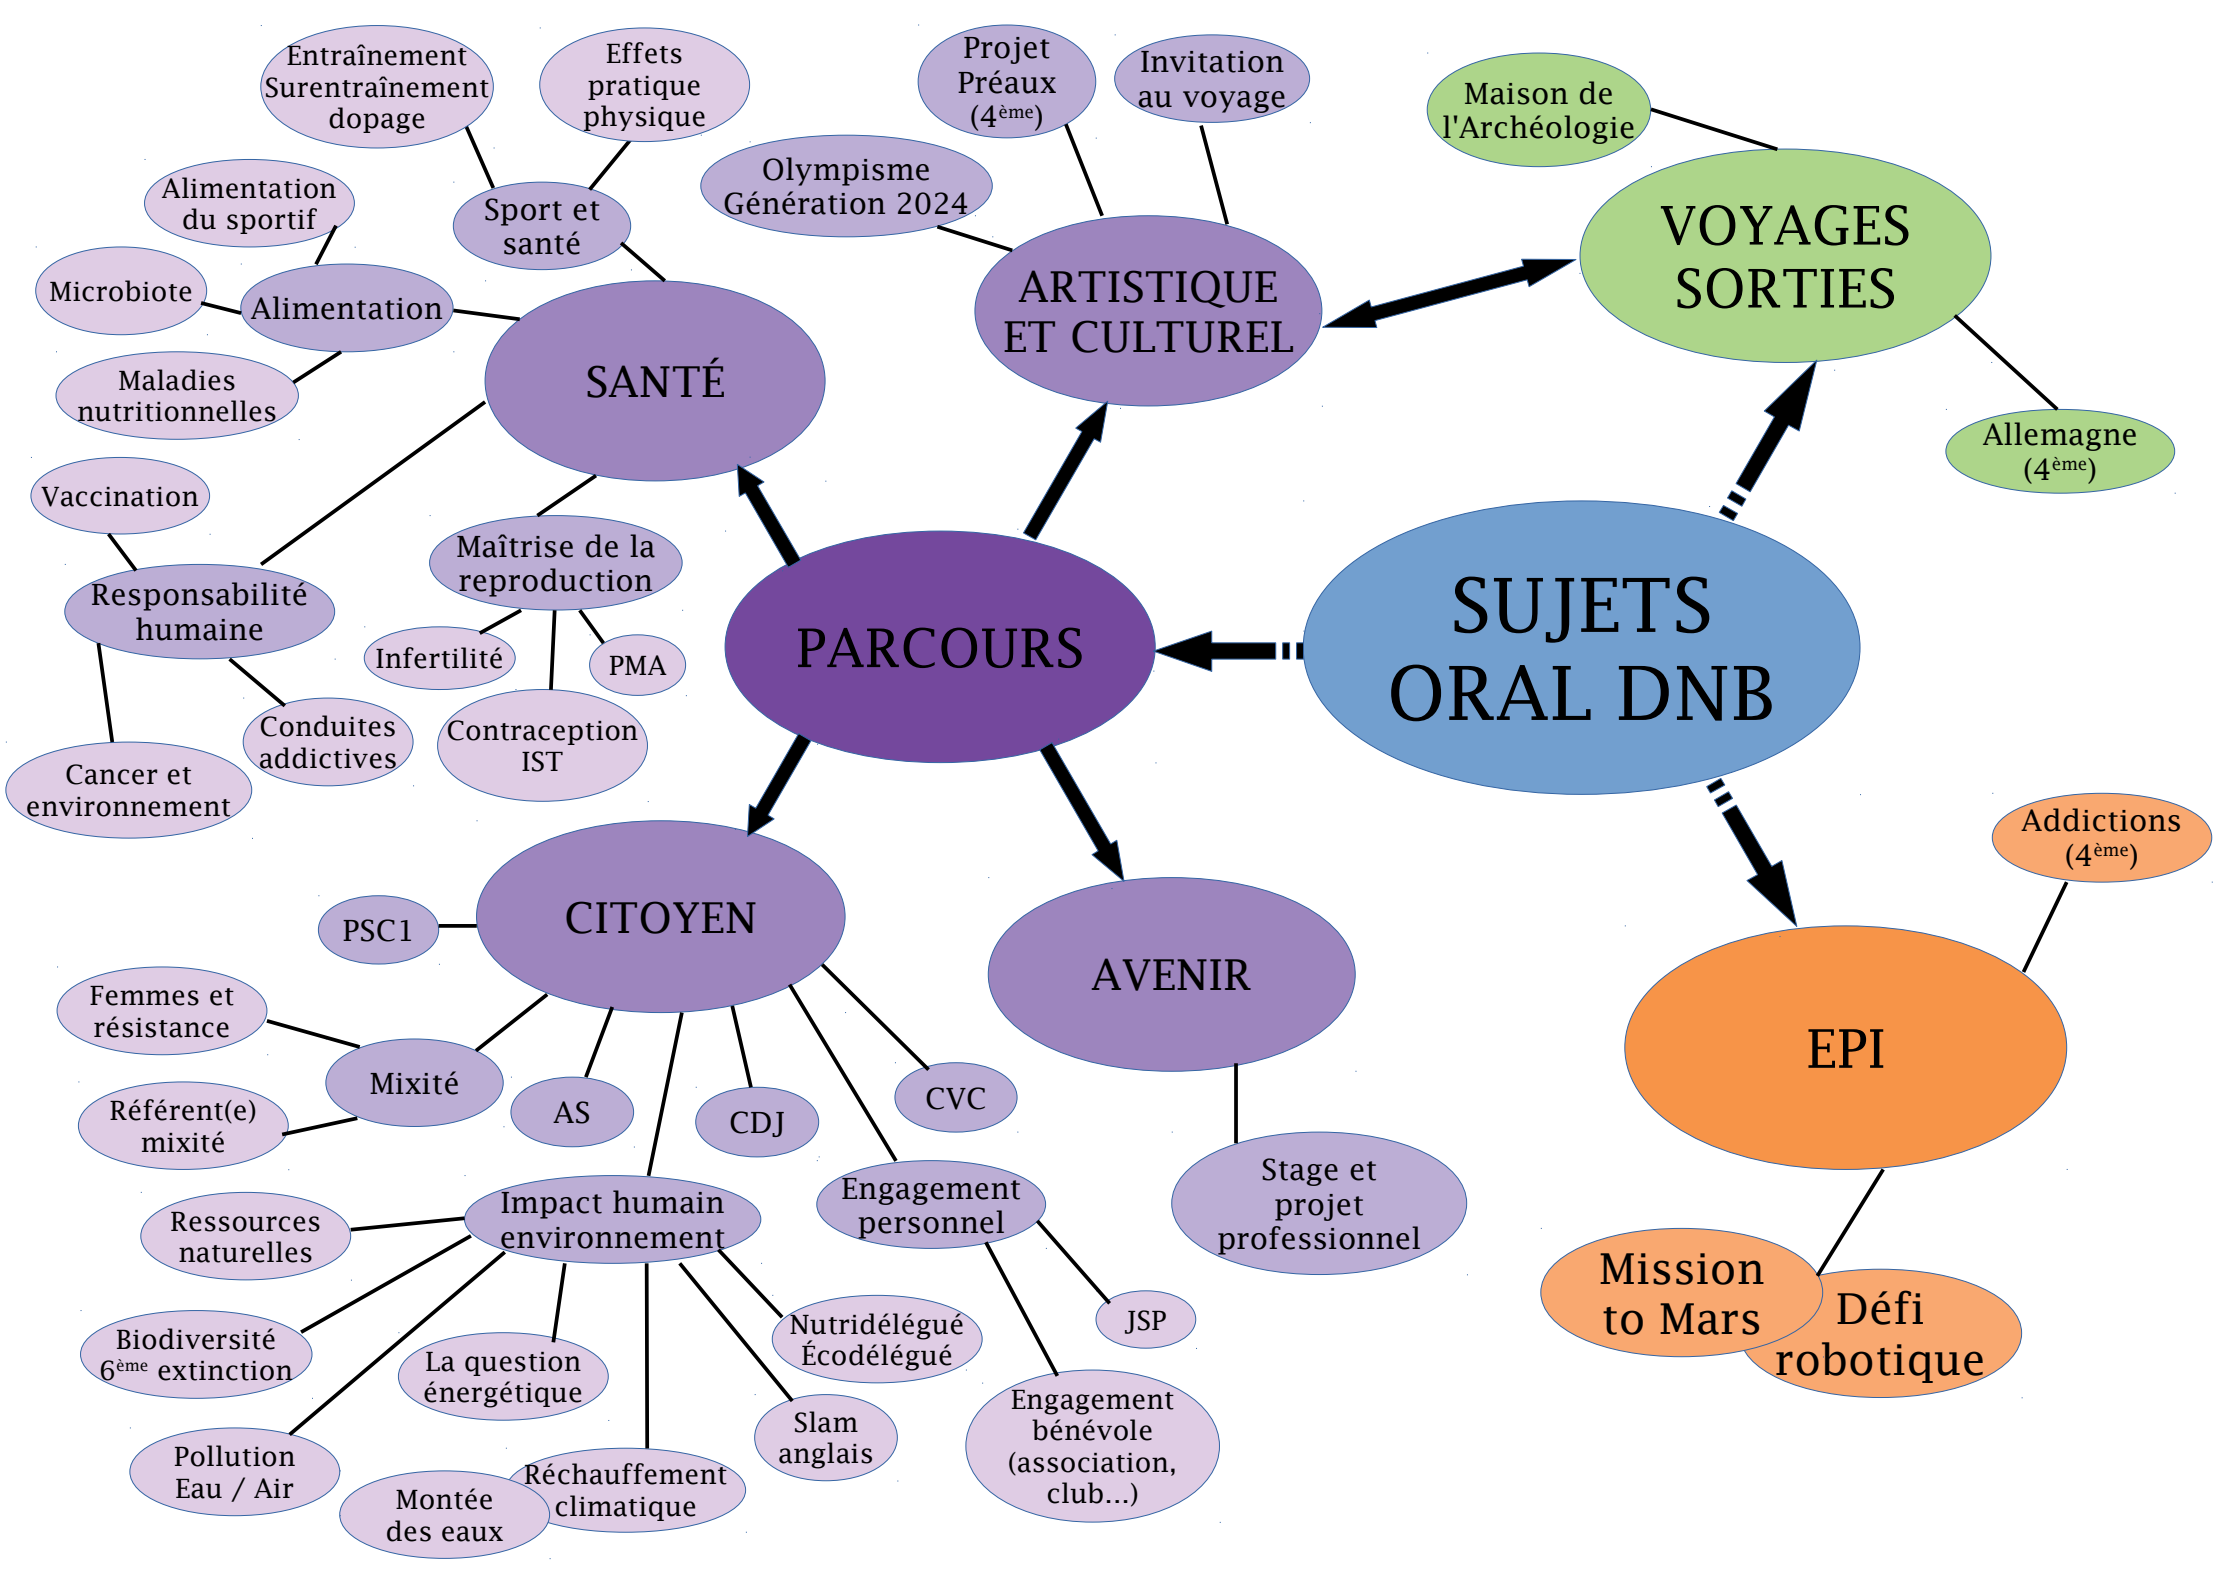 SUJETS
ORAL DNB
PARCOURS
SANTÉ
Sport et
santé
Entraînement
Surentraînement
dopage
Effets
pratique
physique
Alimentation
Alimentation
du sportif
Microbiote
Maladies
nutritionnelles
Responsabilité
humaine
Vaccination
Cancer et
environnement
Conduites
addictives
Maîtrise de la
reproduction
Infertilité
Contraception
IST
PMA
ARTISTIQUE
ET CULTUREL
Olympisme
Génération 2024
Projet
Préaux
(4ème)
Invitation
au voyage
VOYAGES
SORTIES
Maison de
l'Archéologie
Allemagne
(4ème)
CITOYEN
PSC1
Mixité
Femmes et
résistance
Référent(e)
mixité
AS
CDJ
CVC
Impact humain
environnement
Ressources
naturelles
Biodiversité
6ème extinction
Pollution
Eau / Air
La question
énergétique
Réchauffement
climatique
Montée
des eaux
Slam
anglais
Nutridélégué
Écodélégué
Engagement
personnel
JSP
Engagement
bénévole
(association,
club...)
AVENIR
Stage et
projet
professionnel
EPI
Addictions
(4ème)
Mission
to Mars
Défi
robotique